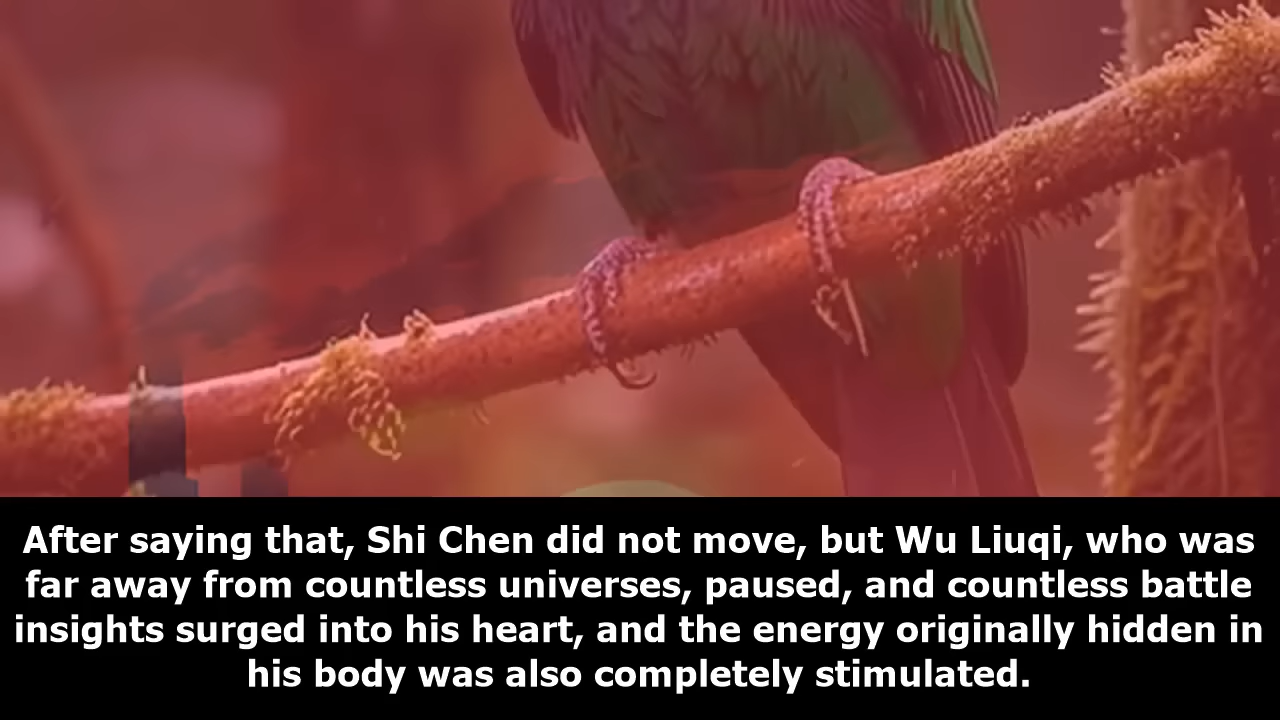 After saying that, Shi Chen did not move, but Wu Liuqi, who was
far away from countless universes, paused, and countless battle
insights surged into his heart, and the energy originally hidden in
his body was also completely stimulated.